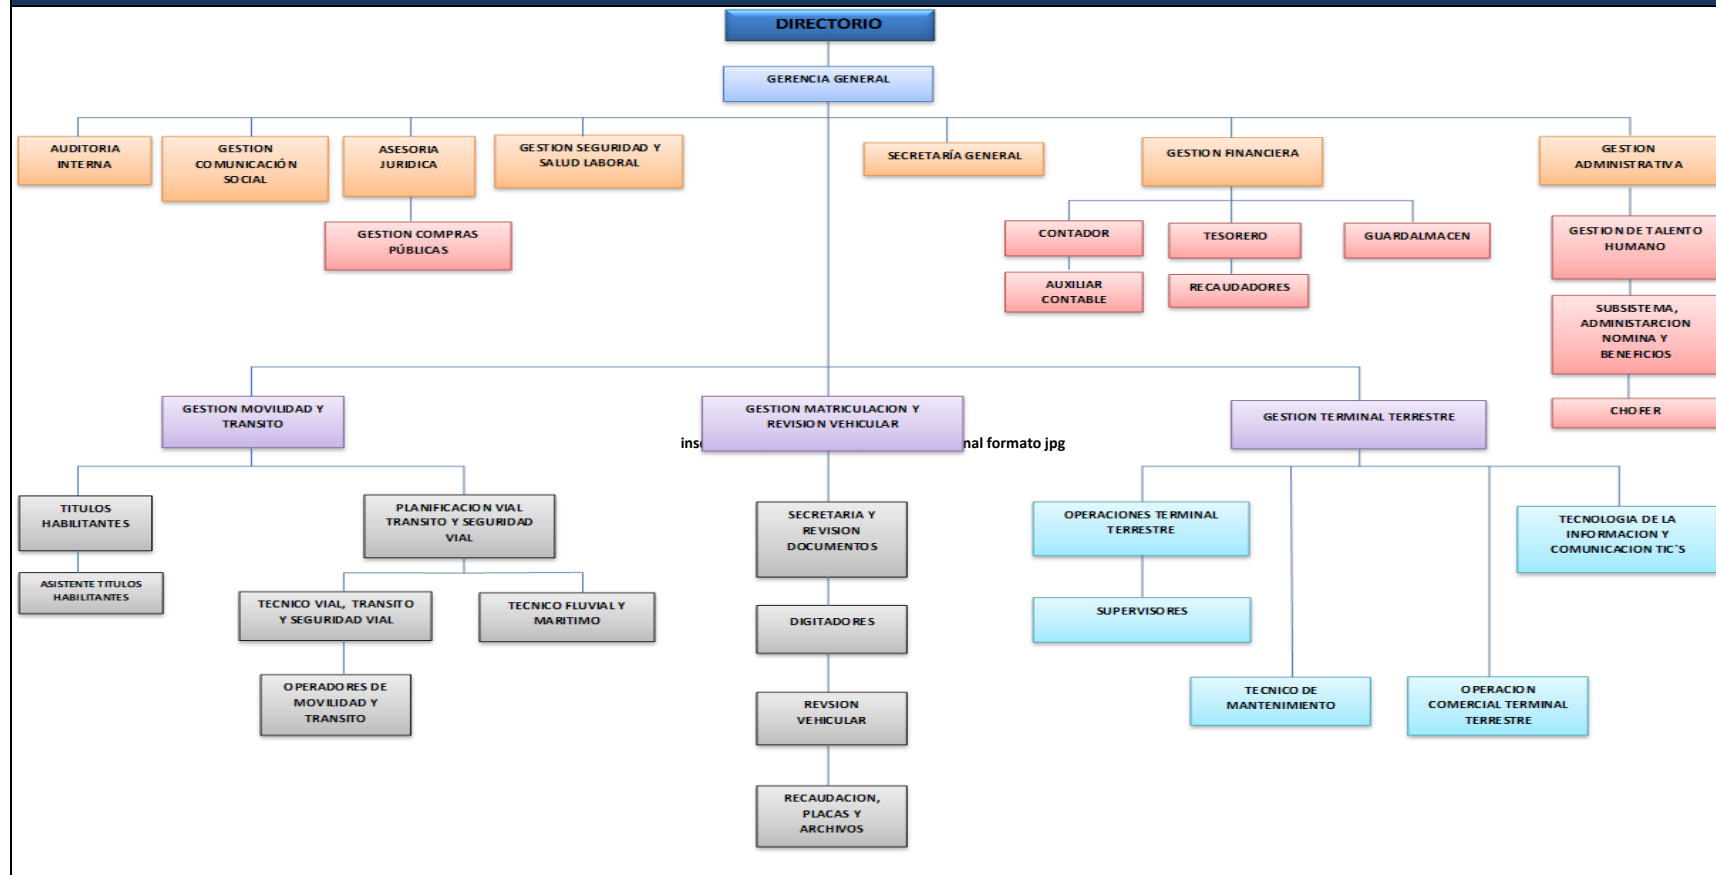 DIRECTORIO
GERENCIA GENERAL
AUDITORIA
INTERNA
GESTION
COMUNICACIÓN
SOCIAL
ASESORIA
JURIDICA
GESTION SEGURIDAD Y
SALUD LABORAL
SECRETARÍA GENERAL
GESTION FINANCIERA
GESTION
ADMINISTRATIVA
GESTION COMPRAS
PÚBLICAS
CONTADOR
TESORERO
GUARDALMACEN
GESTION DE TALENTO
HUMANO
AUXILIAR
CONTABLE
RECAUDADORES
SUBSISTEMA,
ADMINISTARCION
NOMINA Y
BENEFICIOS
CHOFER
GESTION MOVILIDAD Y
TRANSITO
GESTION MATRICULACION Y
REVISION VEHICULAR
GESTION TERMINAL TERRESTRE
formato jpg
TITULOS
HABILITANTES
PLANIFICACION VIAL
TRANSITO Y SEGURIDAD
VIAL
SECRETARIA Y
REVISION
DOCUMENTOS
OPERACIONES TERMINAL
TERRESTRE
TECNOLOGIA DE LA
INFORMACION Y
COMUNICACION TIC`S
ASISTENTE TITULOS
HABILITANTES
TECNICO VIAL, TRANSITO
Y SEGURIDAD VIAL
TECNICO FLUVIAL Y
MARITIMO
DIGITADORES
SUPERVISORES
OPERADORES DE
MOVILIDAD Y
TRANSITO
REVSION
VEHICULAR
TECNICO DE
MANTENIMIENTO
OPERACION
COMERCIAL TERMINAL
TERRESTRE
RECAUDACION,
PLACAS Y
ARCHIVOS